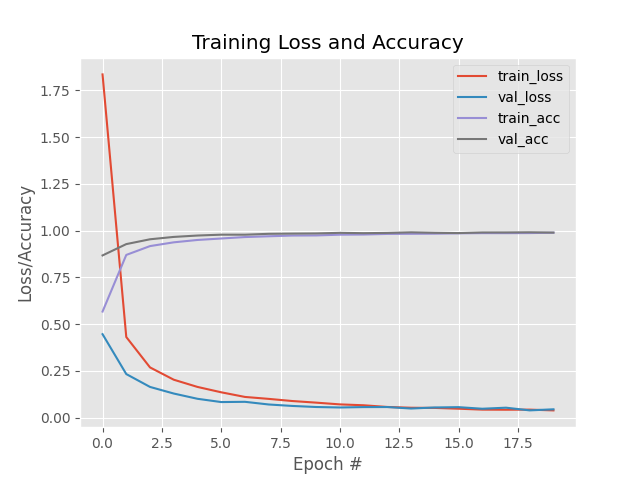 Training Loss and Accuracy
train_loss
val_loss
train_acc
val_acc
1.75
1.50
1.25
1.00
0.75
0.50
0.25
0.00
Loss/Accuracy
0.0 2.5 5.0 7.5 10.0 12.5 15.0 17.5
Epoch #